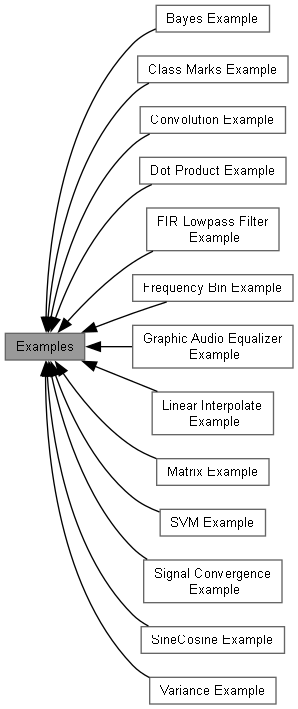 Bayes Example
Class Marks Example
Convolution Example
Dot Product Example
FIR Lowpass Filter
Example
Frequency Bin Example
Examples
Graphic Audio Equalizer
Example
Linear Interpolate
Example
Matrix Example
SVM Example
Signal Convergence
Example
SineCosine Example
Variance Example